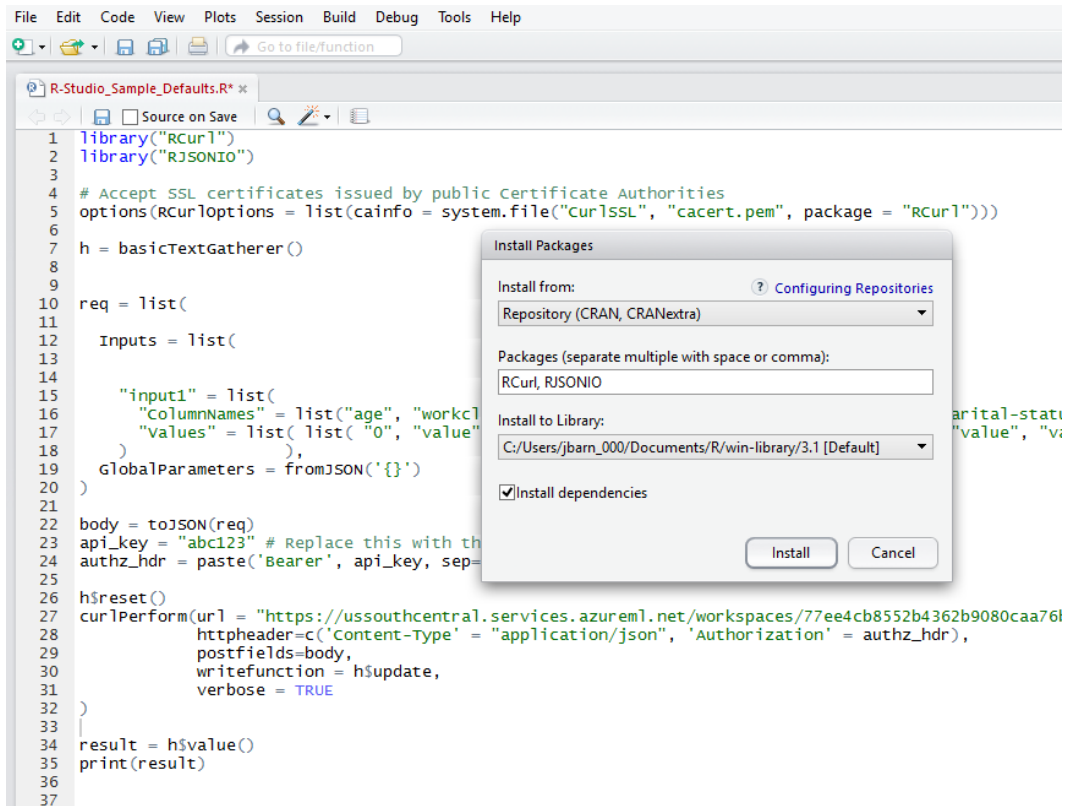 File Edit Code View Plots Session Build Debug Tools Help
Go to file/function
R-Studio_Sample_Defaults.R*
Source on Save
1 library("RCurl")
2 library("RJSONIO")
3
4 # Accept SSL certificates issued by public Certificate Authorities
5 options(RCurlOptions = list(cainfo = system.file("CurlSSL", "cacert.pem", package = "RCurl")))
6
7 h = basicTextGatherer()
8
9
10 req = list(
11
12 Inputs = list(
13
14
15 "input1" = list(
16 "ColumnNames" = list("age", "workcl arital-statu
17 "Values" = list( list( "0", "value" "value", "va
18 ) ),
19 GlobalParameters = fromJSON('{}')
20 )
21
22 body = toJSON(req)
23 api_key = "abc123" # Replace this with th
24 authz_hdr = paste('Bearer', api_key, sep=
25
26 h$reset()
27 curlPerform(url = "https://ussouthcentral.services.azureml.net/workspaces/77ee4cb8552b4362b9080caa76b
28 httpheader=c('Content-Type' = "application/json", 'Authorization' = authz_hdr),
29 postfields=body,
30 writefunction = h$update,
31 verbose = TRUE
32 )
33
34 result = h$value()
35 print(result)
36
37
Install Packages
Install from: ? Configuring Repositories
Repository (CRAN, CRANextra)
Packages (separate multiple with space or comma):
RCurl, RJSONIO
Install to Library:
C:/Users/jbarn_000/Documents/R/win-library/3.1 [Default]
Install dependencies
Install Cancel